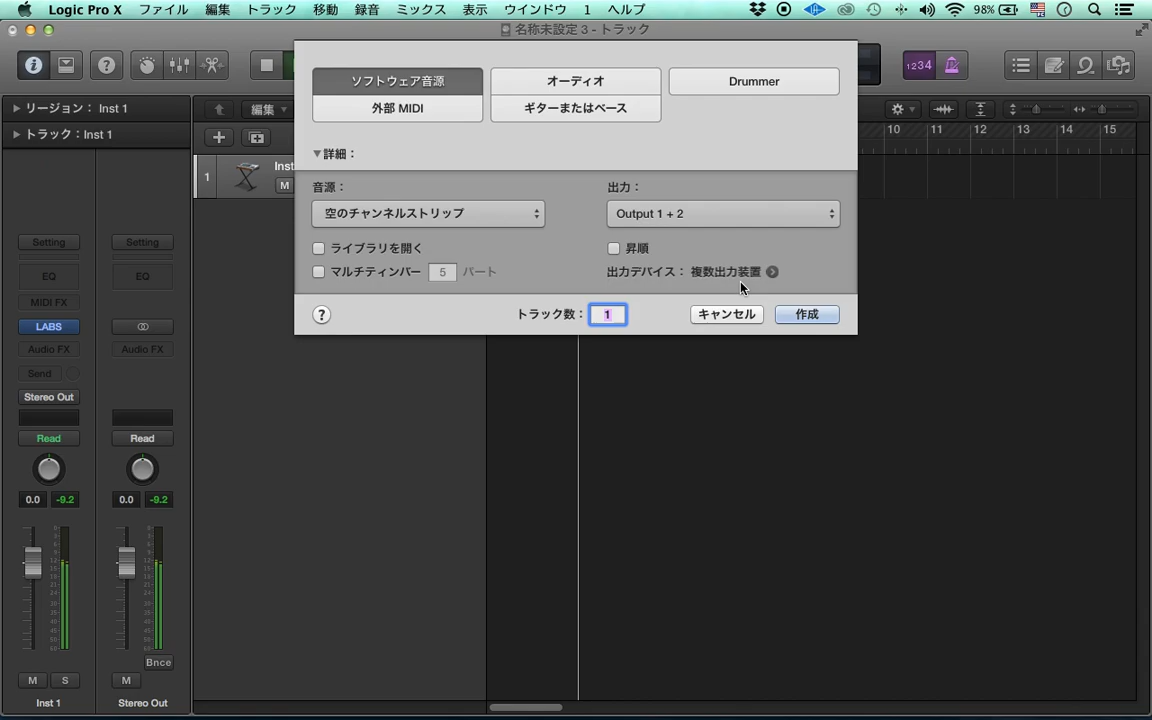 Logic Pro X ファイル 編集 トラック 移動 録音 ミックス 表示 ウインドウ 1 ヘルプ 98%
名称未設定 3 - トラック
1234
リージョン： Inst 1
編集
トラック：Inst 1
10 11 12 13 14 15
1
Inst
M
ソフトウェア音源
オーディオ
Drummer
外部 MIDI
ギターまたはベース
詳細：
音源：
出力：
空のチャンネルストリップ
Output 1 + 2
ライブラリを開く
昇順
マルチティンバー 5 パート
出力デバイス： 複数出力装置
?
トラック数： 1
キャンセル
作成
Setting Setting
EQ EQ
MIDI FX
LABS
Audio FX Audio FX
Send
Stereo Out
Read Read
0.0 -9.2 0.0 -9.2
Bnce
M S M
Inst 1 Stereo Out